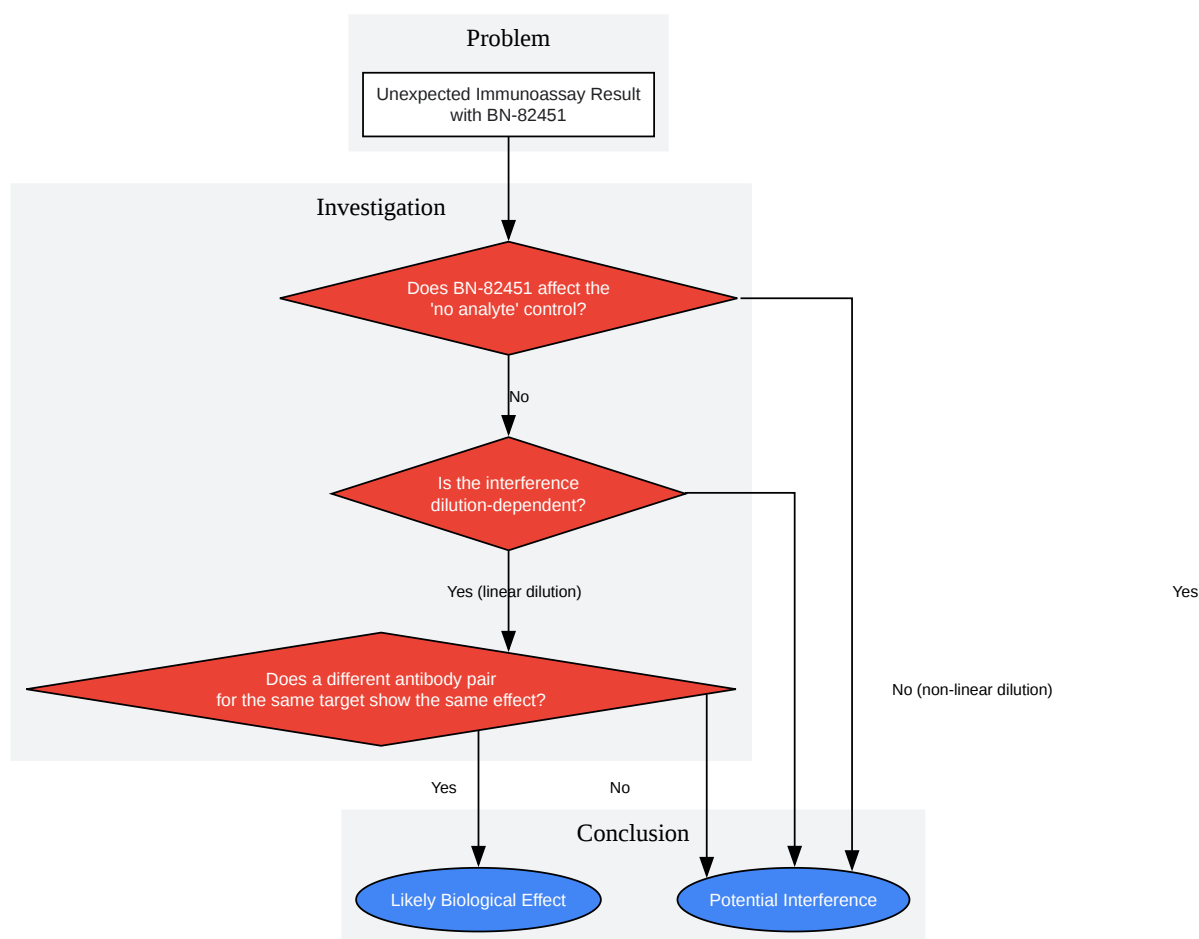 Problem
Unexpected Immunoassay Result
with BN-82451
Investigation
Does BN-82451 affect the
'no analyte' control?
No
Is the interference
dilution-dependent?
Yes (linear dilution)
Yes
Does a different antibody pair
for the same target show the same effect?
No (non-linear dilution)
Yes
No
Conclusion
Likely Biological Effect
Potential Interference